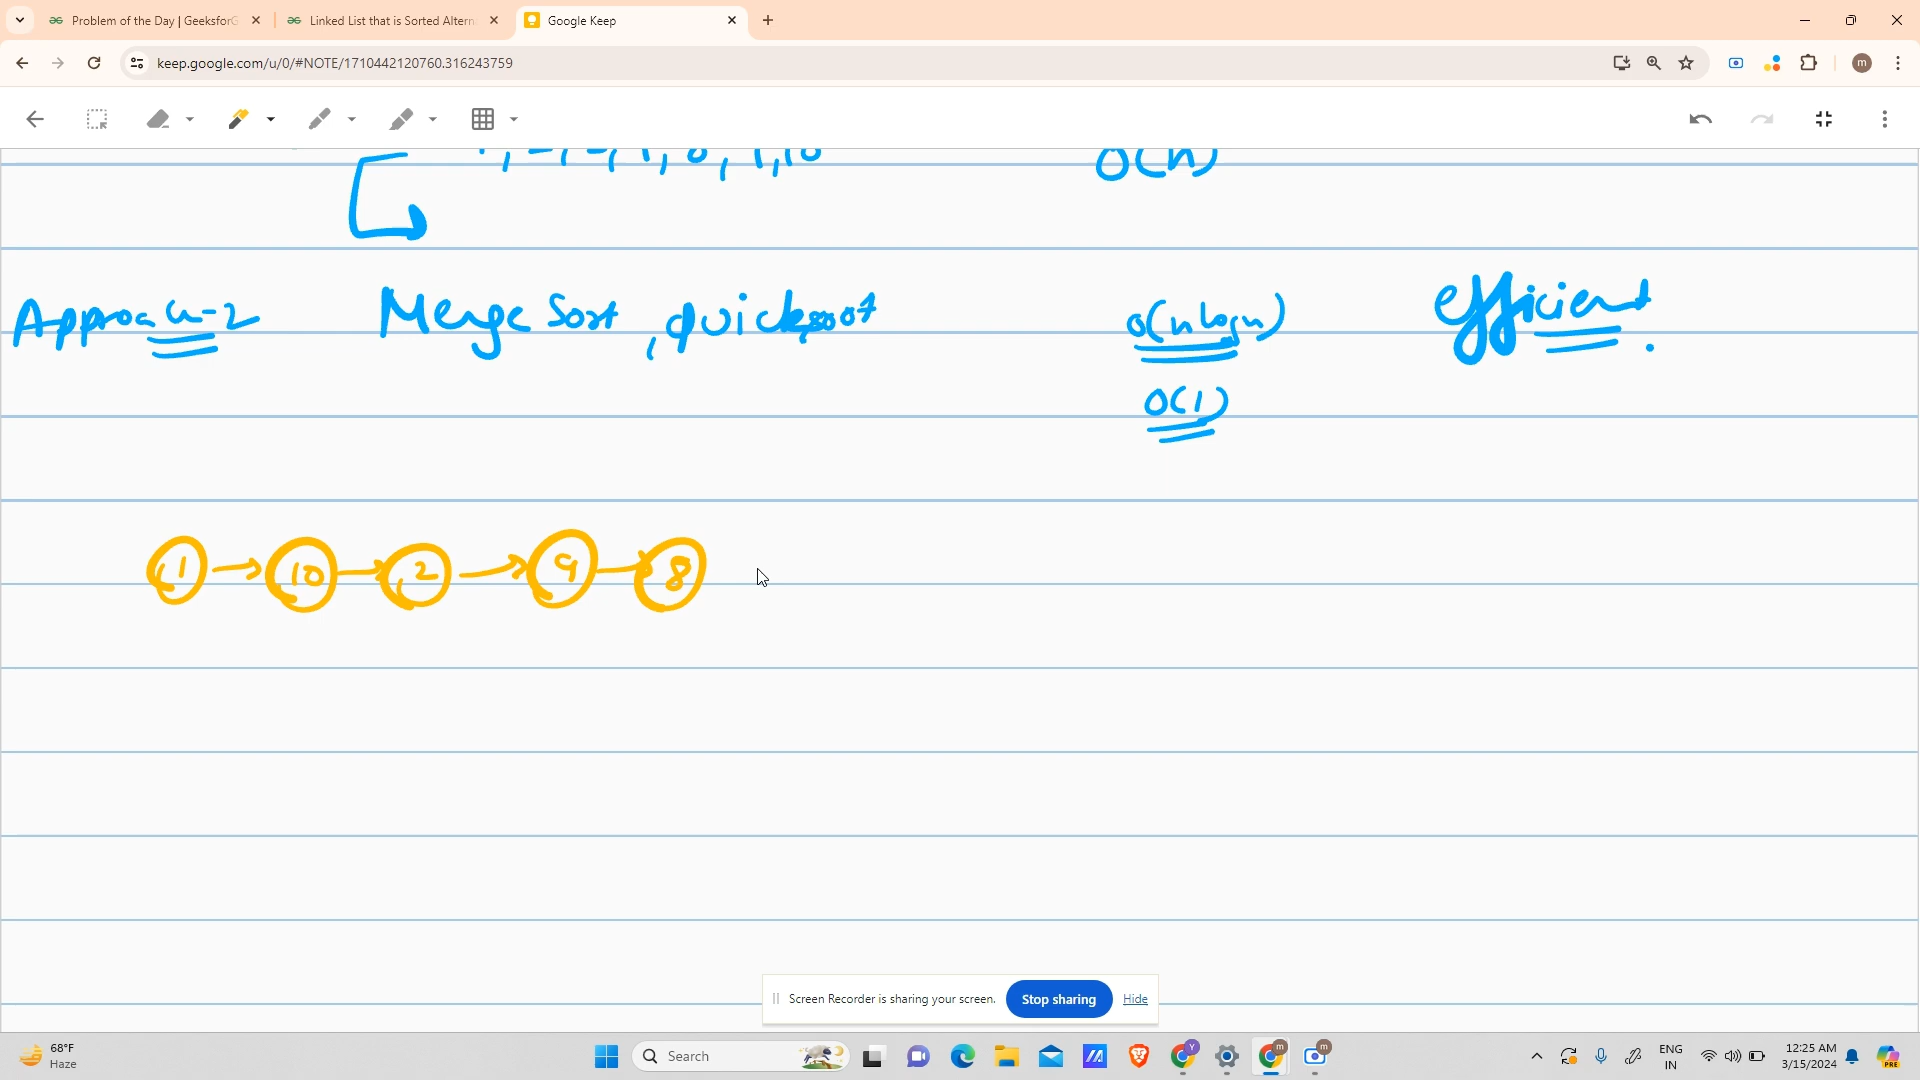 Problem of the Day | GeeksforG
Linked List that is Sorted Altern
Google Keep
keep.google.com/u/0/#NOTE/1710442120760.316243759
m
O(n)
Approach-2 Merge Sort, quicksort O(n logn) efficient.
O(1)
1 → 10 → 2 → 9 → 8
Screen Recorder is sharing your screen. Stop sharing Hide
68°F
Haze
Search
ENG
IN
12:25 AM
3/15/2024